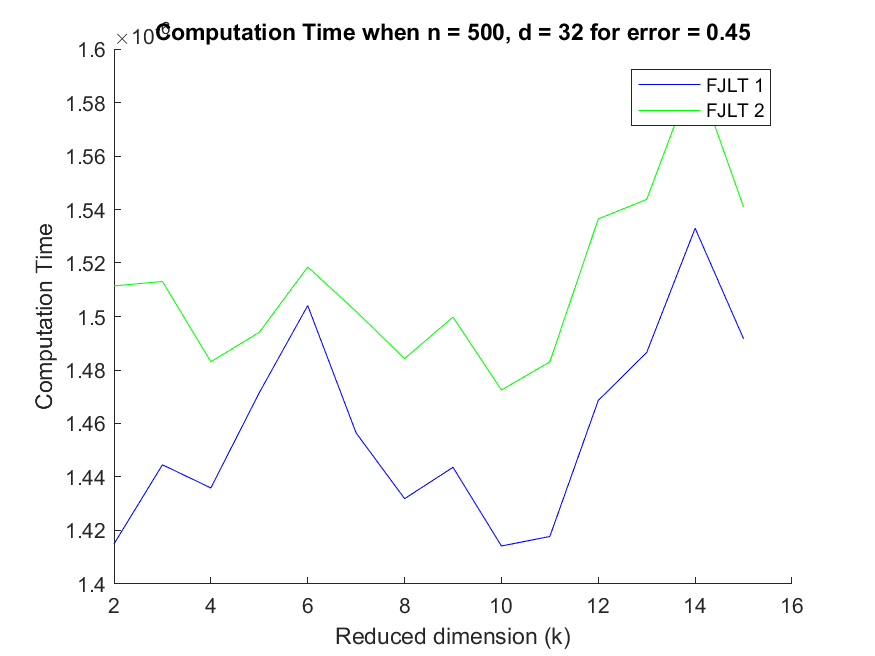 ×10
Computation Time when n = 500, d = 32 for error = 0.45
1.6
1.58
1.56
1.54
1.52
1.5
1.48
1.46
1.44
1.42
1.4
Computation Time
FJLT 1
FJLT 2
2 4 6 8 10 12 14 16
Reduced dimension (k)